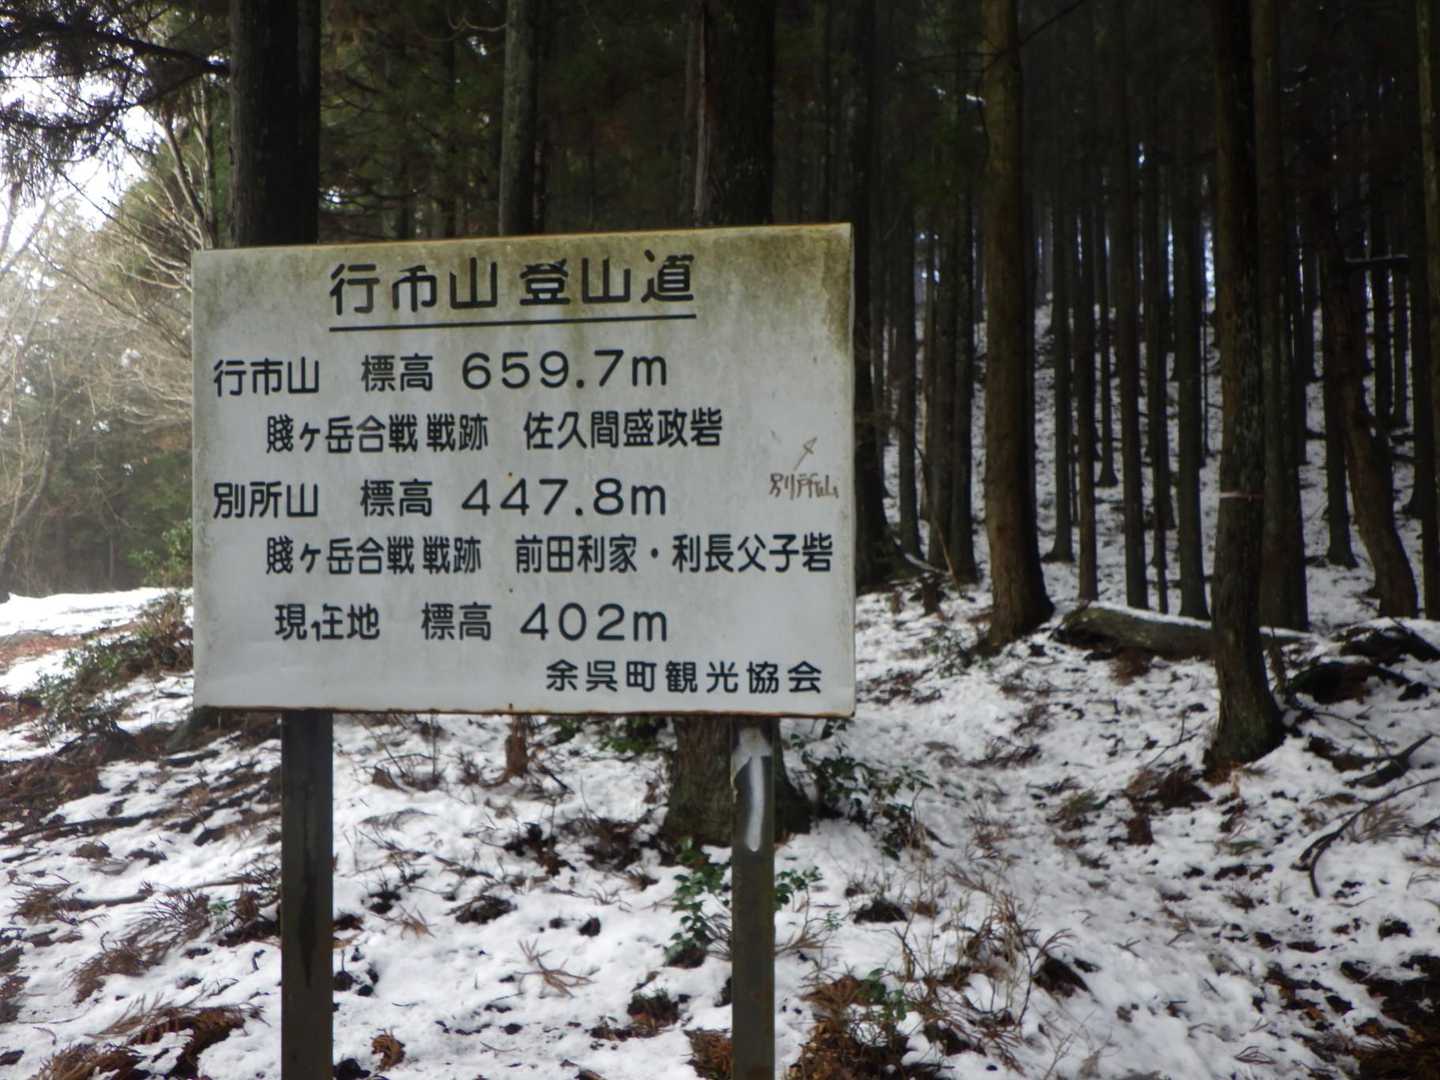 行市山 登山道
行市山 標高 659.7m
賤ヶ岳合戦 戦跡 佐久間盛政砦
別所山
別所山 標高 447.8m
賤ヶ岳合戦 戦跡 前田利家・利長父子砦
現在地 標高 402m
余呉町観光協会